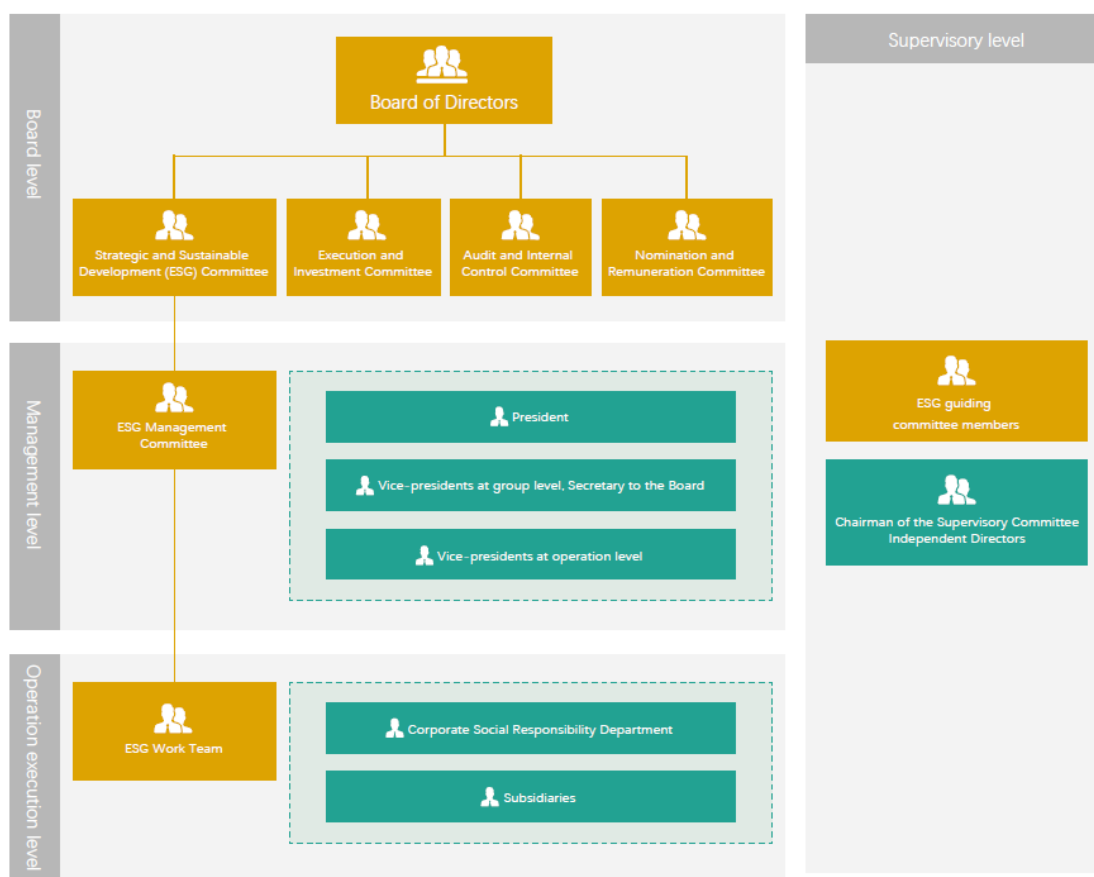 Board level
Board of Directors
Strategic and Sustainable
Development (ESG) Committee
Execution and
Investment Committee
Audit and Internal
Control Committee
Nomination and
Remuneration Committee
Management level
ESG Management
Committee
President
Vice-presidents at group level, Secretary to the Board
Vice-presidents at operation level
Operation execution level
ESG Work Team
Corporate Social Responsibility Department
Subsidiaries
Supervisory level
ESG guiding
committee members
Chairman of the Supervisory Committee
Independent Directors